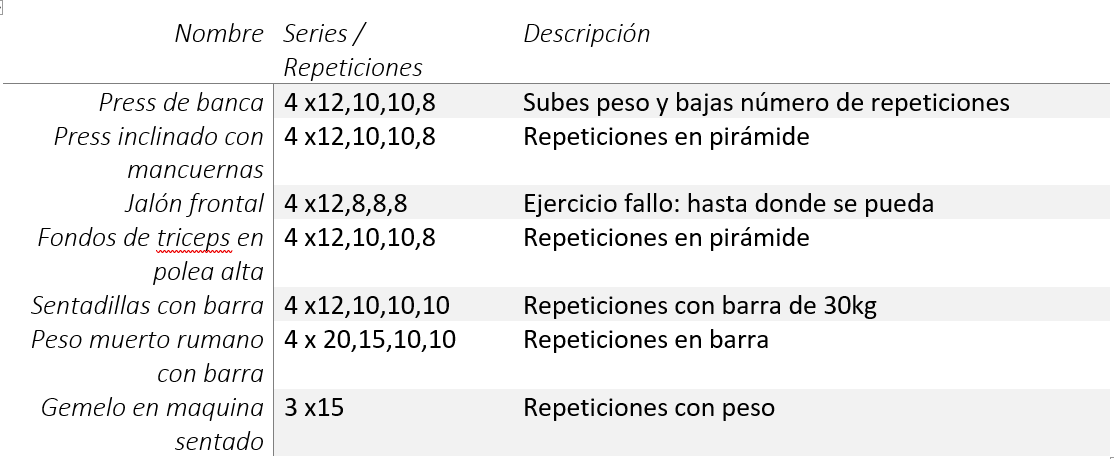 Nombre Series /
Repeticiones Descripción
Press de banca 4 x12,10,10,8 Subes peso y bajas número de repeticiones
Press inclinado con
mancuernas 4 x12,10,10,8 Repeticiones en pirámide
Jalón frontal 4 x12,8,8,8 Ejercicio fallo: hasta donde se pueda
Fondos de triceps en
polea alta 4 x12,10,10,8 Repeticiones en pirámide
Sentadillas con barra 4 x12,10,10,10 Repeticiones con barra de 30kg
Peso muerto rumano
con barra 4 x 20,15,10,10 Repeticiones en barra
Gemelo en maquina
sentado 3 x15 Repeticiones con peso